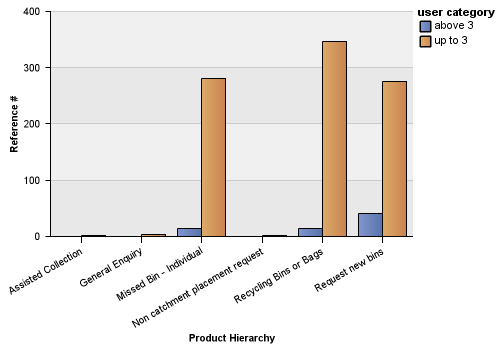 user category
above 3
up to 3
400
300
200
100
0
Reference #
Assisted Collection
General Enquiry
Missed Bin - Individual
Non catchment placement request
Recycling Bins or Bags
Request new bins
Product Hierarchy